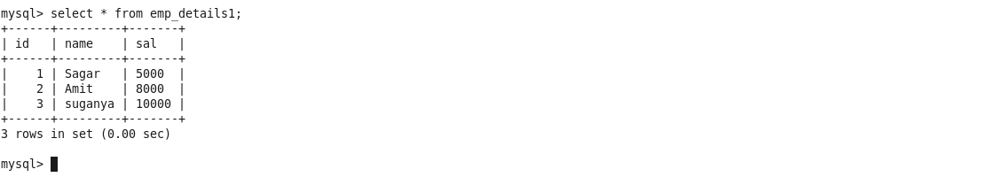 mysql> select * from emp_details1;
+------+---------+-------+
| id   | name    | sal   |
+------+---------+-------+
|    1 | Sagar   | 5000  |
|    2 | Amit    | 8000  |
|    3 | suganya | 10000 |
+------+---------+-------+
3 rows in set (0.00 sec)
mysql>